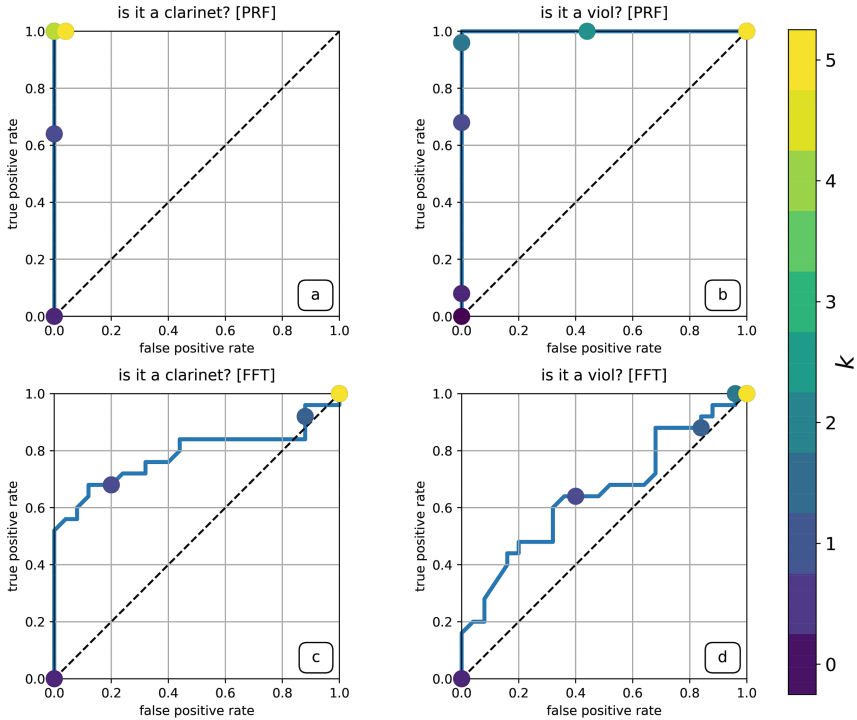 is it a clarinet? [PRF]
1.0
0.8
0.6
0.4
0.2
0.0
true positive rate
0.0 0.2 0.4 0.6 0.8 1.0
false positive rate
a
is it a viol? [PRF]
1.0
0.8
0.6
0.4
0.2
0.0
true positive rate
0.0 0.2 0.4 0.6 0.8 1.0
false positive rate
b
is it a clarinet? [FFT]
1.0
0.8
0.6
0.4
0.2
0.0
true positive rate
0.0 0.2 0.4 0.6 0.8 1.0
false positive rate
c
is it a viol? [FFT]
1.0
0.8
0.6
0.4
0.2
0.0
true positive rate
0.0 0.2 0.4 0.6 0.8 1.0
false positive rate
d
5
4
3
2
1
0
k